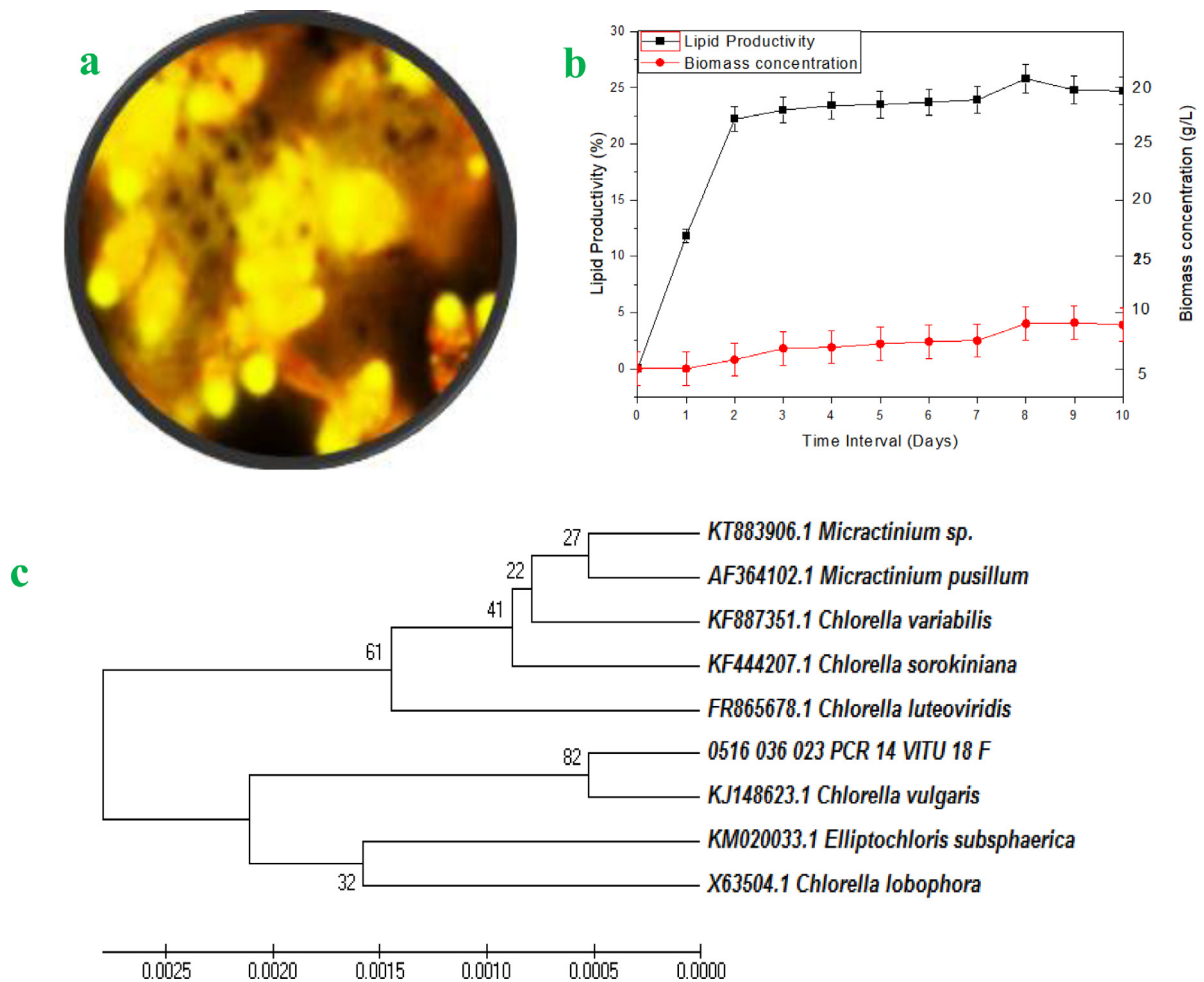 a
b
Lipid Productivity
Biomass concentration
30
25
20
15
10
5
0
Lipid Productivity (%)
20
25
20
15
10
5
Biomass concentration (g/L)
0 1 2 3 4 5 6 7 8 9 10
Time Interval (Days)
c
27
22
41
61
82
32
KT883906.1 Micractinium sp.
AF364102.1 Micractinium pusillum
KF887351.1 Chlorella variabilis
KF444207.1 Chlorella sorokiniana
FR865678.1 Chlorella luteoviridis
0516 036 023 PCR 14 VITU 18 F
KJ148623.1 Chlorella vulgaris
KM020033.1 Elliptochloris subsphaerica
X63504.1 Chlorella lobophora
0.0025 0.0020 0.0015 0.0010 0.0005 0.0000